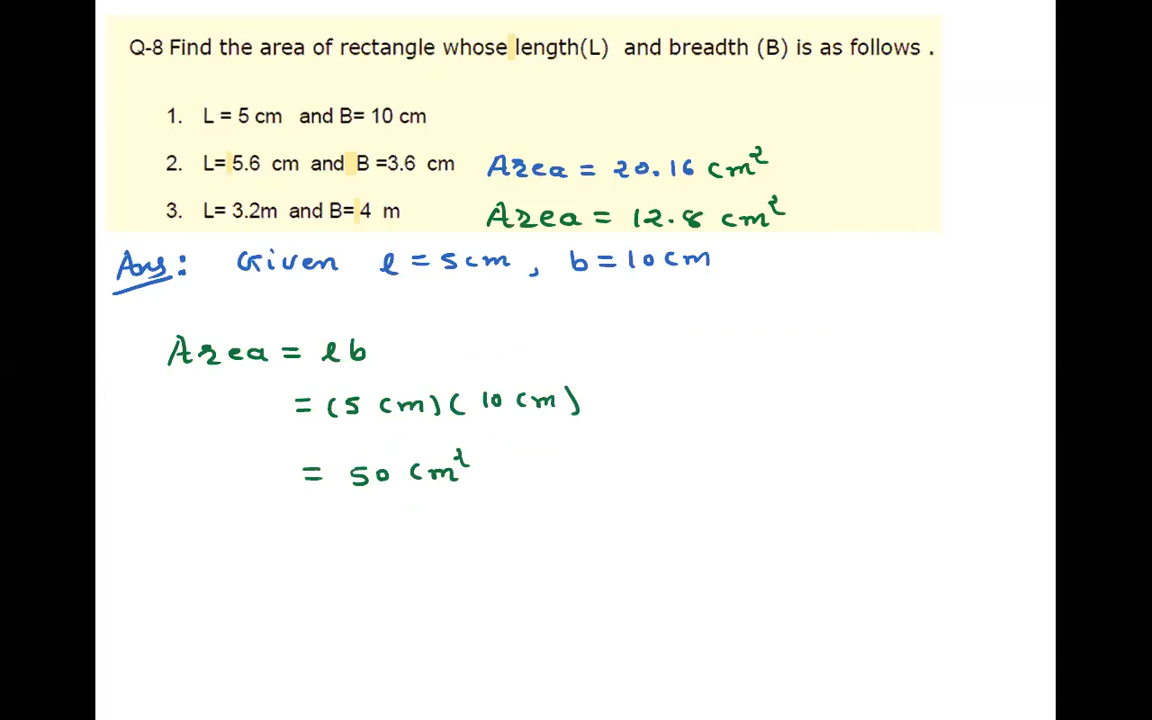 Q-8 Find the area of rectangle whose length(L) and breadth (B) is as follows .
1. L = 5 cm and B= 10 cm
2. L= 5.6 cm and B =3.6 cm Area = 20.16 cm²
3. L= 3.2m and B= 4 m Area = 12.8 cm²
Ans: Given l = 5cm , b = 10cm
Area = lb
= (5 cm)( 10 cm)
= 50 cm²